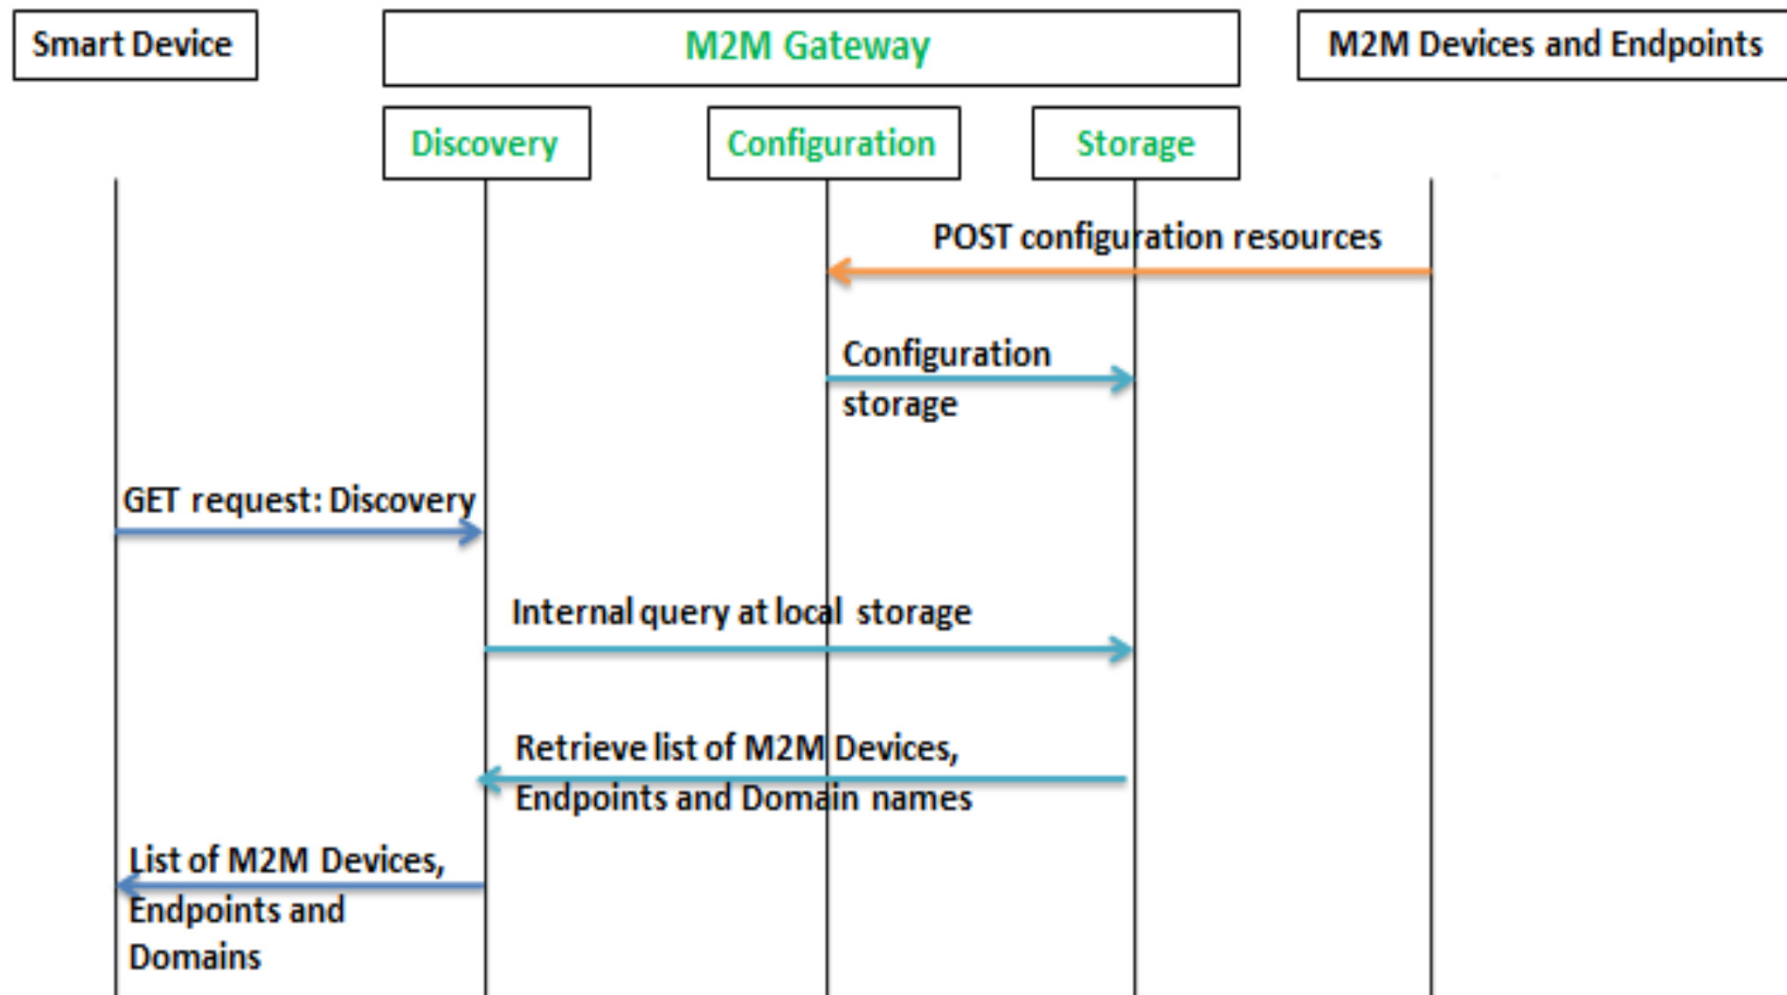 Smart Device
M2M Gateway
M2M Devices and Endpoints
Discovery
Configuration
Storage
POST configuration resources
Configuration
storage
GET request: Discovery
Internal query at local storage
Retrieve list of M2M Devices,
Endpoints and Domain names
List of M2M Devices,
Endpoints and
Domains